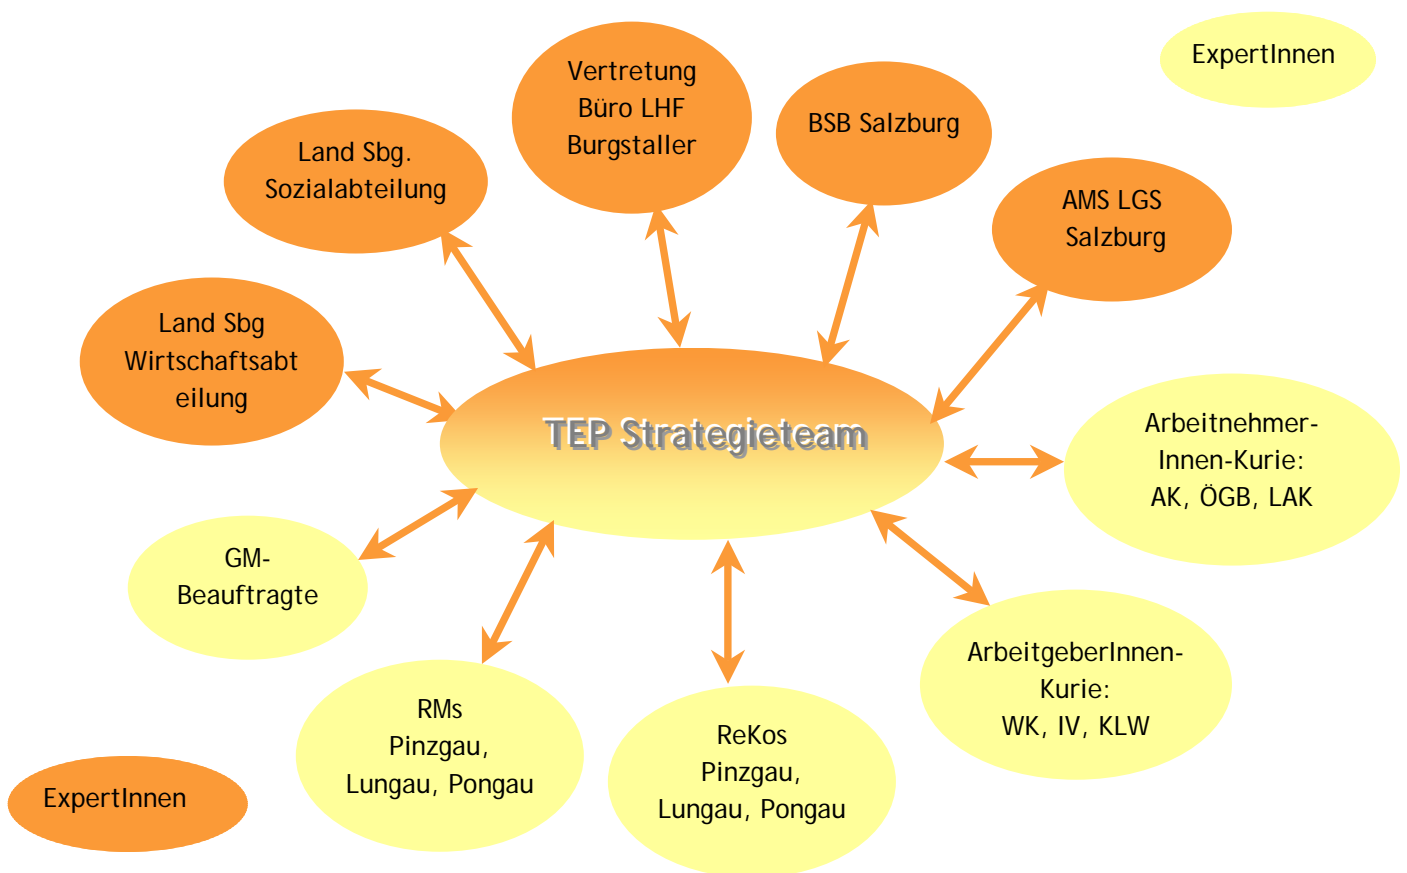 ExpertInnen
Vertretung
Büro LHF
Burgstaller
BSB Salzburg
Land Sbg.
Sozialabteilung
AMS LGS
Salzburg
Land Sbg
Wirtschaftsabt
eilung
TEP Strategieteam
Arbeitnehmer-
Innen-Kurie:
AK, ÖGB, LAK
GM-
Beauftragte
ArbeitgeberInnen-
Kurie:
WK, IV, KLW
RMs
Pinzgau,
Lungau, Pongau
ReKos
Pinzgau,
Lungau, Pongau
ExpertInnen